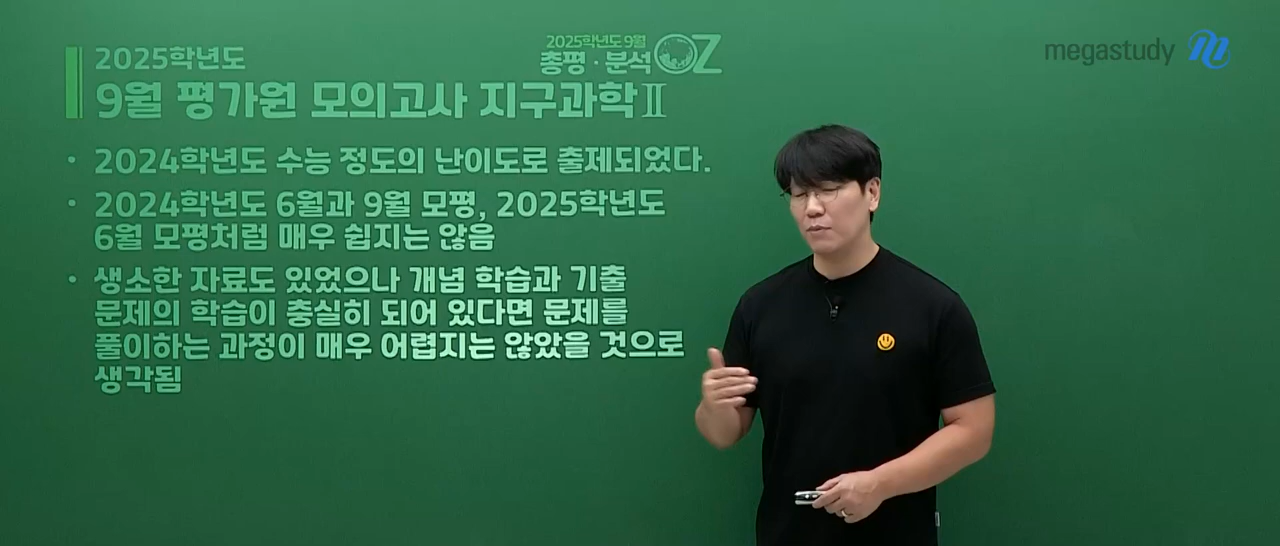 2025학년도
9월 평가원 모의고사 지구과학Ⅱ
2025학년도 9월
총평·분석 OZ
megastudy
• 2024학년도 수능 정도의 난이도로 출제되었다.
• 2024학년도 6월과 9월 모평, 2025학년도
6월 모평처럼 매우 쉽지는 않음
• 생소한 자료도 있었으나 개념 학습과 기출
문제의 학습이 충실히 되어 있다면 문제를
풀이하는 과정이 매우 어렵지는 않았을 것으로
생각됨